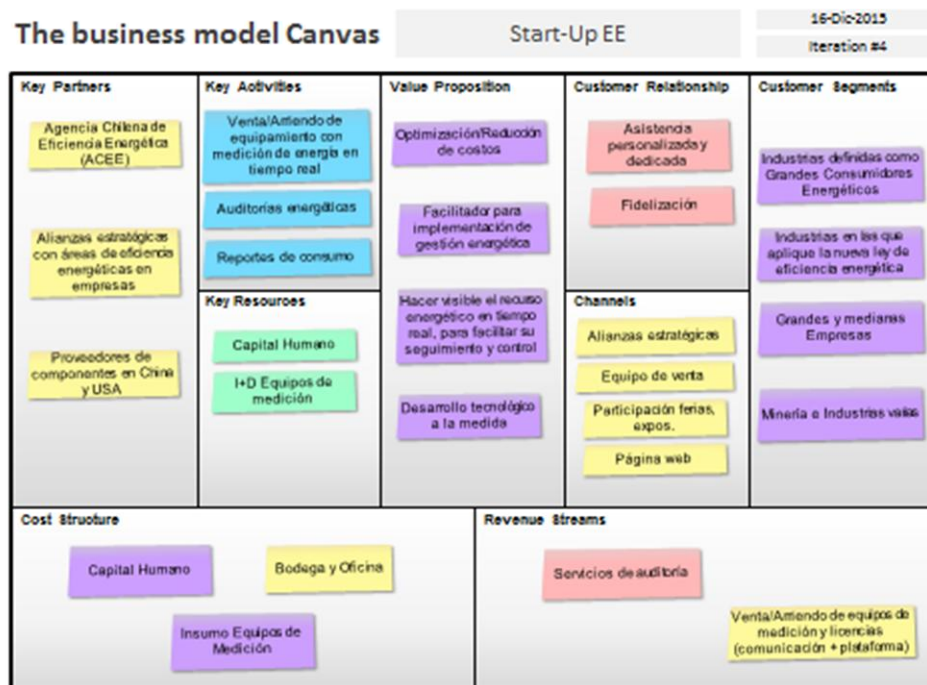 The business model Canvas
Start-Up EE
16-Dic-2015
Iteration #4
Key Partners
Agencia Chilena de
Eficiencia Energética
(ACEE)
Alianzas estratégicas
con áreas de eficiencia
energéticas en
empresas
Proveedores de
componentes en China
y USA
Key Activities
Venta/Arriendo de
equipamiento con
medición de energía en
tiempo real
Auditorías energéticas
Reportes de consumo
Key Resources
Capital Humano
I+D Equipos de
medición
Value Proposition
Optimización/Reducción
de costos
Facilitador para
implementación de
gestión energética
Hacer visible el recurso
energético en tiempo
real, para facilitar su
seguimiento y control
Desarrollo tecnológico
a la medida
Customer Relationship
Asistencia
personalizada y
dedicada
Fidelización
Channels
Alianzas estratégicas
Equipo de venta
Participación ferias,
expos.
Página web
Customer Segments
Industrias definidas como
Grandes Consumidores
Energéticos
Industrias en las que
aplique la nueva ley de
eficiencia energética
Grandes y medianas
Empresas
Minería e Industrias varias
Cost Structure
Capital Humano
Bodega y Oficina
Insumo Equipos de
Medición
Revenue Streams
Servicios de auditoría
Venta/Arriendo de equipos de
medición y licencias
(comunicación + plataforma)